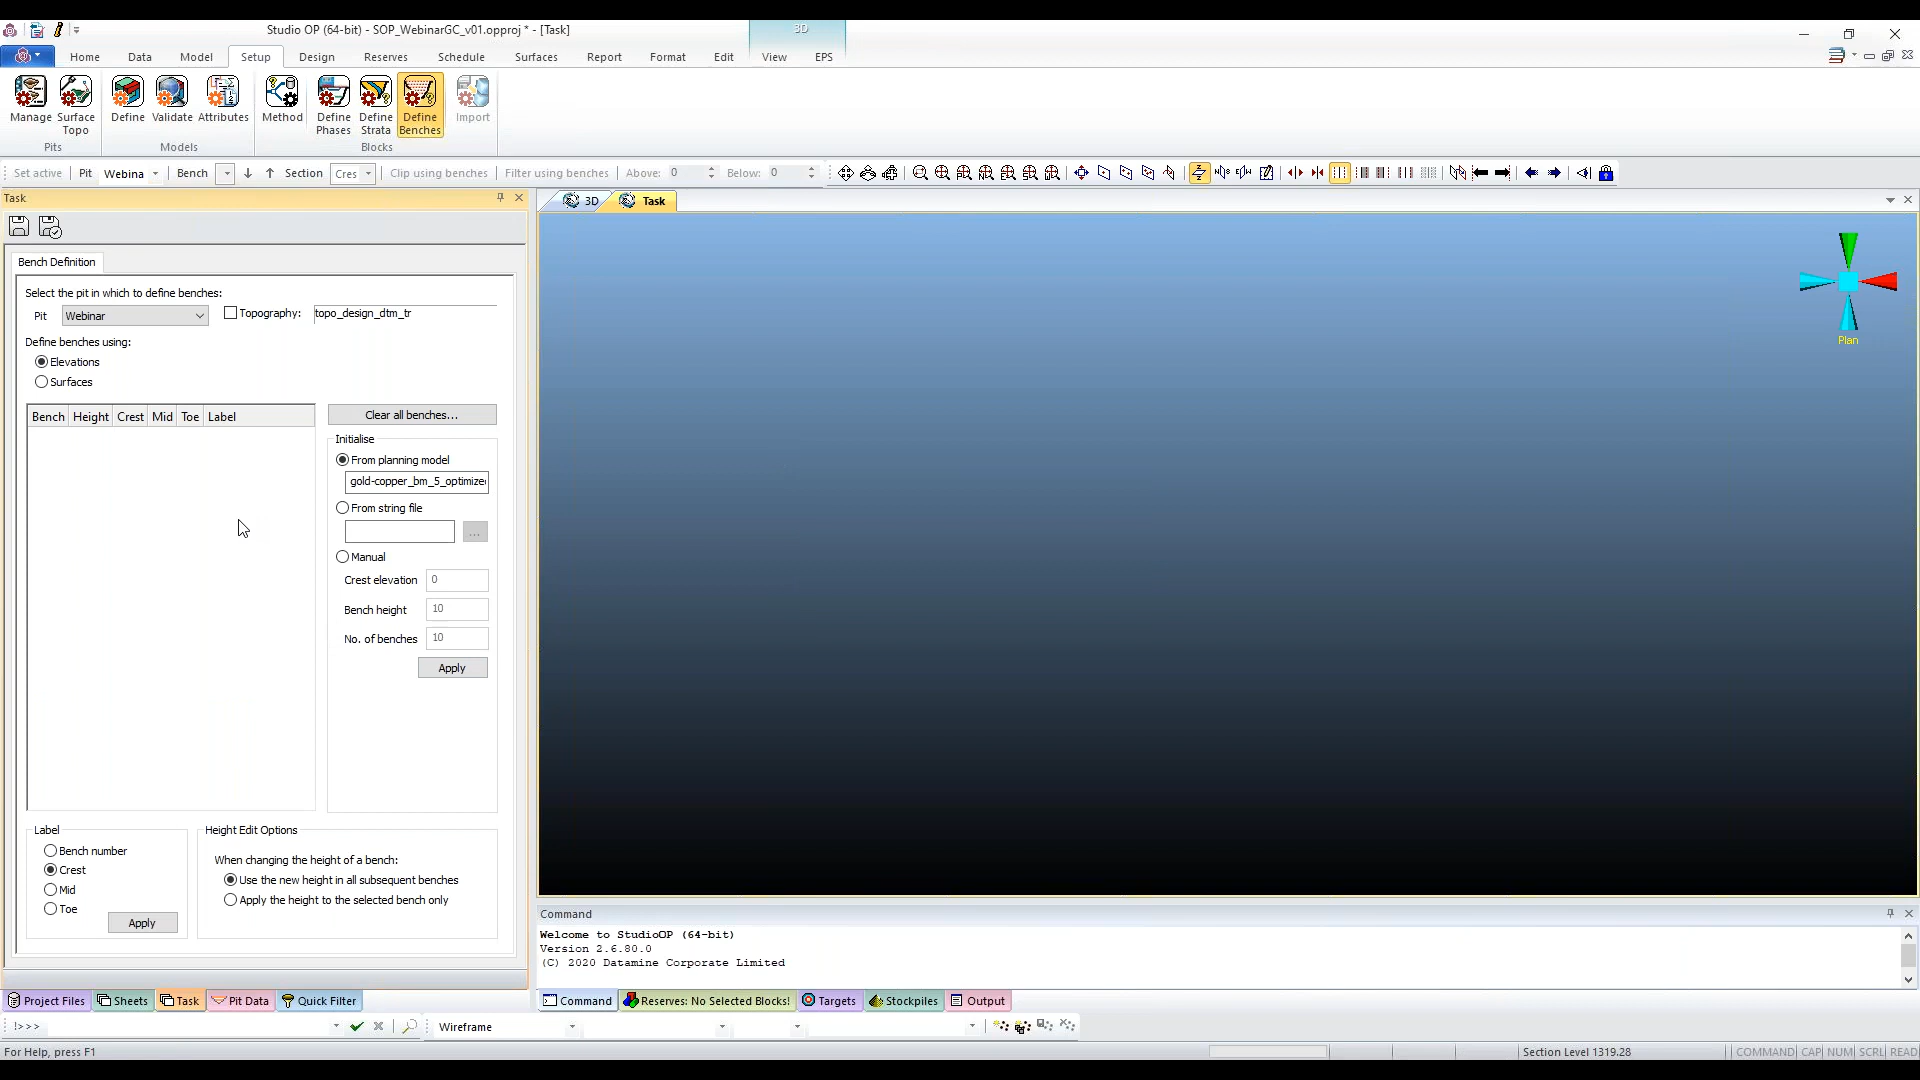 Studio OP (64-bit) - SOP_WebinarGC_v01.opproj * - [Task]
3D
Home Data Model Setup Design Reserves Schedule Surfaces Report Format Edit View EPS
Manage Surface Topo Define Validate Attributes Method Define Phases Define Strata Define Benches Import
Pits Models Blocks
Set active Pit Webina Bench Section Cres Clip using benches Filter using benches Above: 0 Below: 0
Task
3D Task
Bench Definition
Select the pit in which to define benches:
Pit Webinar Topography: topo_design_dtm_tr
Define benches using:
Elevations
Surfaces
Bench Height Crest Mid Toe Label
Clear all benches...
Initialise
From planning model
gold-copper_bm_5_optimize
From string file
...
Manual
Crest elevation 0
Bench height 10
No. of benches 10
Apply
Label
Bench number
Crest
Mid
Toe
Apply
Height Edit Options
When changing the height of a bench:
Use the new height in all subsequent benches
Apply the height to the selected bench only
Plan
Command
Welcome to StudioOP (64-bit)
Version 2.6.80.0
(C) 2020 Datamine Corporate Limited
Project Files Sheets Task Pit Data Quick Filter
Command Reserves: No Selected Blocks! Targets Stockpiles Output
!>>> Wireframe
For Help, press F1 Section Level 1319.28 COMMAND CAP NUM SCRL READ